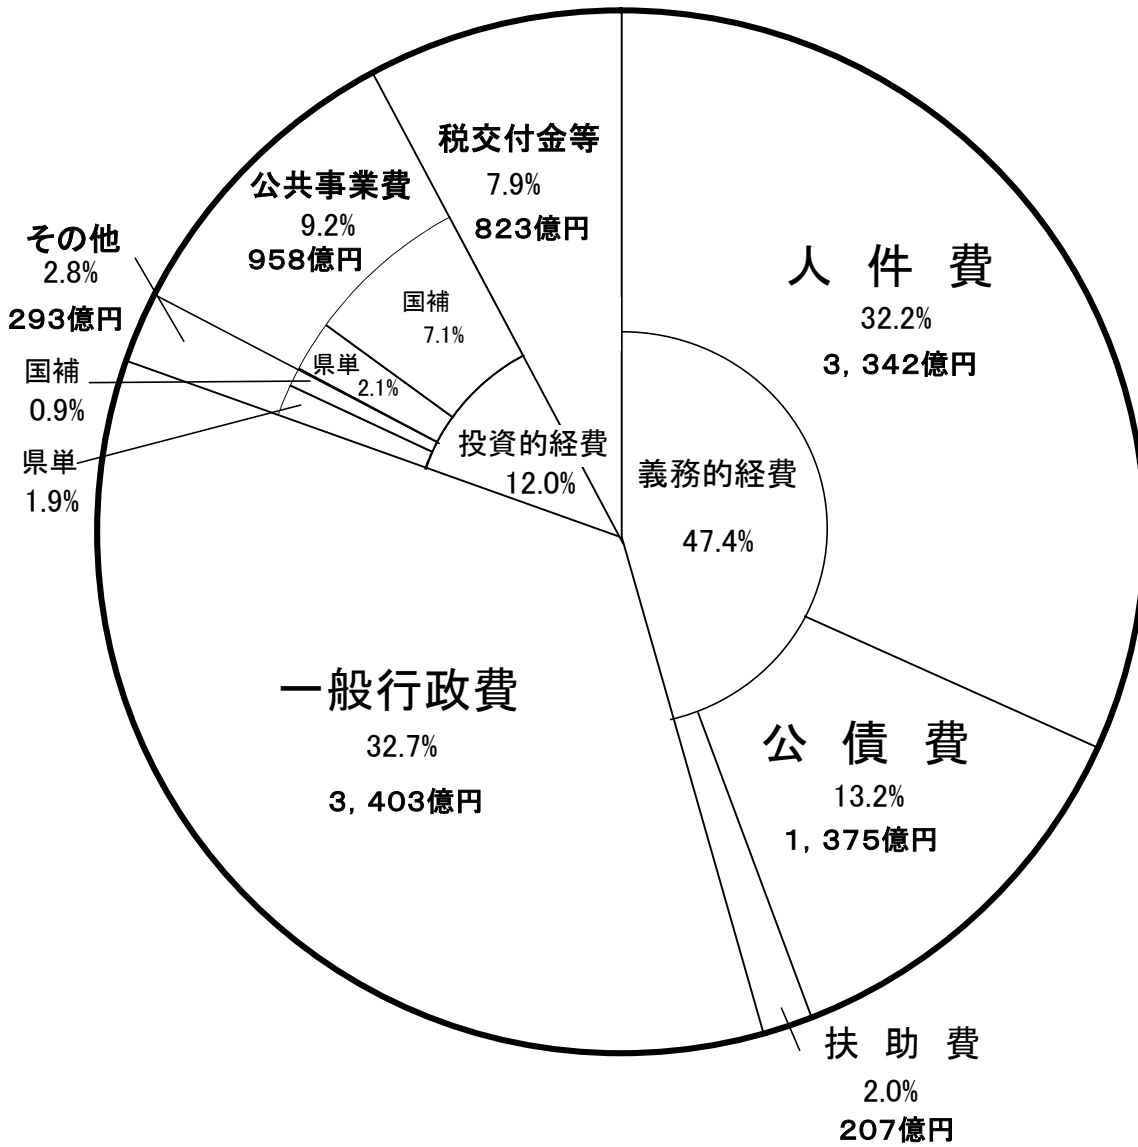 税交付金等
7.9%
823億円
公共事業費
9.2%
958億円
その他
2.8%
293億円
国補
7.1%
県単
2.1%
国補
0.9%
県単
1.9%
投資的経費
12.0%
義務的経費
47.4%
人件費
32.2%
3,342億円
一般行政費
32.7%
3,403億円
公債費
13.2%
1,375億円
扶助費
2.0%
207億円